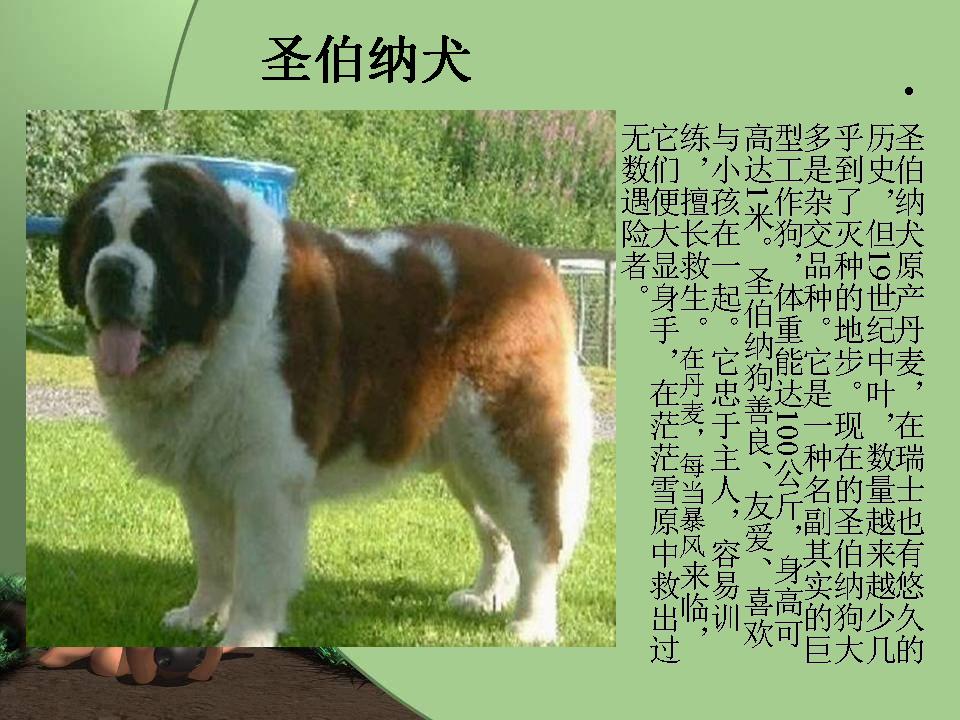 圣伯纳犬
•
圣伯纳犬原产丹麦，在瑞士也有悠久的
历史，但19世纪中叶，数量越来越少几
乎到了灭种的地步。现在的圣伯纳狗大
多是杂交品种。它是一种名副其实的巨
型工作狗，体重能达100公斤，身高可
高达1米。圣伯纳狗善良、友爱、喜欢
与小孩在一起。它忠于主人，容易训
练，擅长救生。在丹麦，每当暴风来临，
它们便大显身手，在茫茫雪原中救出过
无数遇险者。